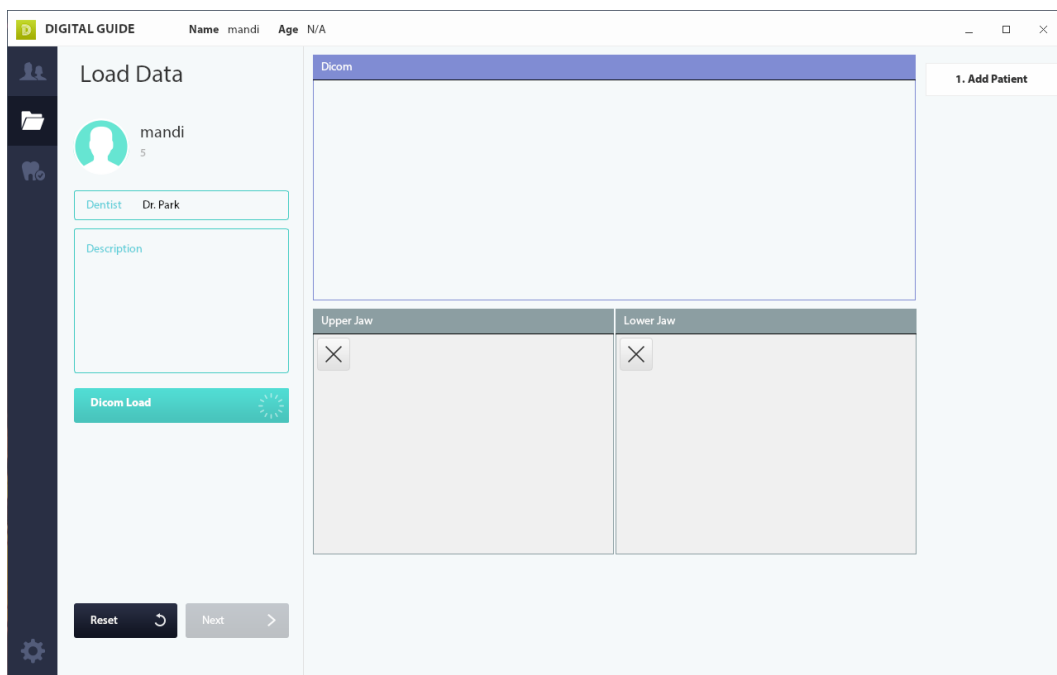 D DIGITAL GUIDE Name mandi Age N/A
Load Data
mandi
5
Dentist Dr. Park
Description
Dicom Load
Reset Next
Dicom
Upper Jaw Lower Jaw
1. Add Patient